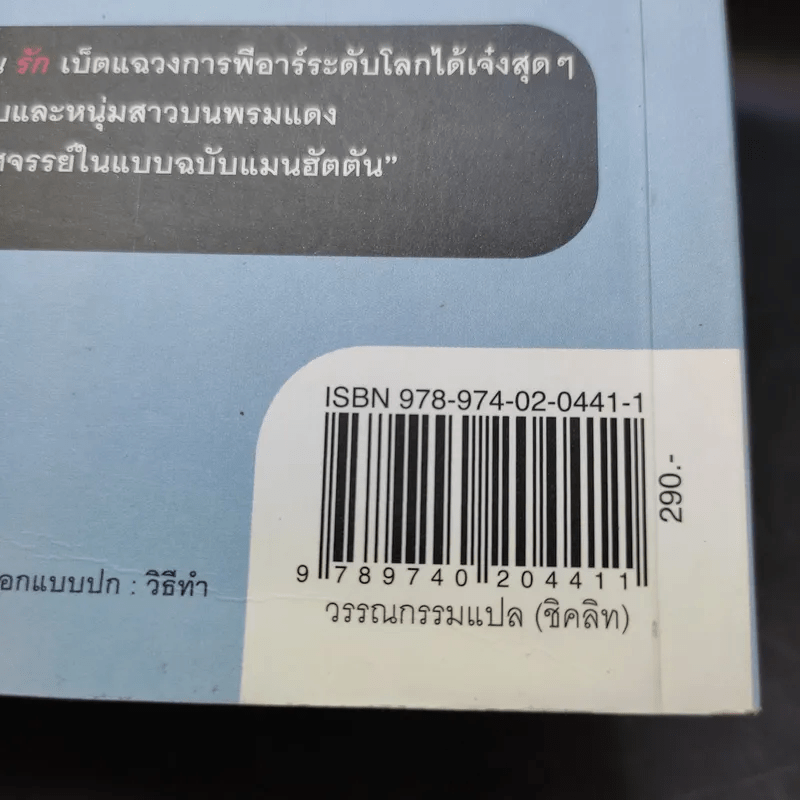 รัก เบ็ตแฉวงการพีอาร์ระดับโลกได้เจ๋งสุดๆ
และหนุ่มสาวบนพรมแดง
จรรย์ในแบบฉบับแมนฮัตตัน”
ISBN 978-974-02-0441-1
290.-
9 789740 204411
อกแบบปก : วิธีทำ
วรรณกรรมแปล (ชิคลิท)